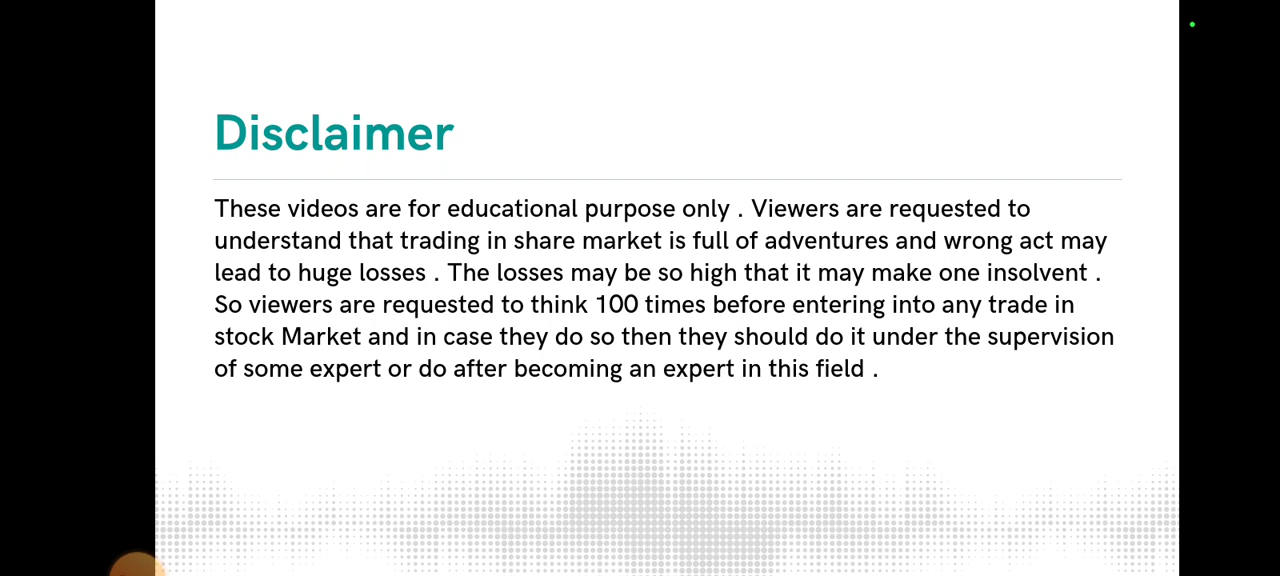 Disclaimer
These videos are for educational purpose only . Viewers are requested to
understand that trading in share market is full of adventures and wrong act may
lead to huge losses . The losses may be so high that it may make one insolvent .
So viewers are requested to think 100 times before entering into any trade in
stock Market and in case they do so then they should do it under the supervision
of some expert or do after becoming an expert in this field .